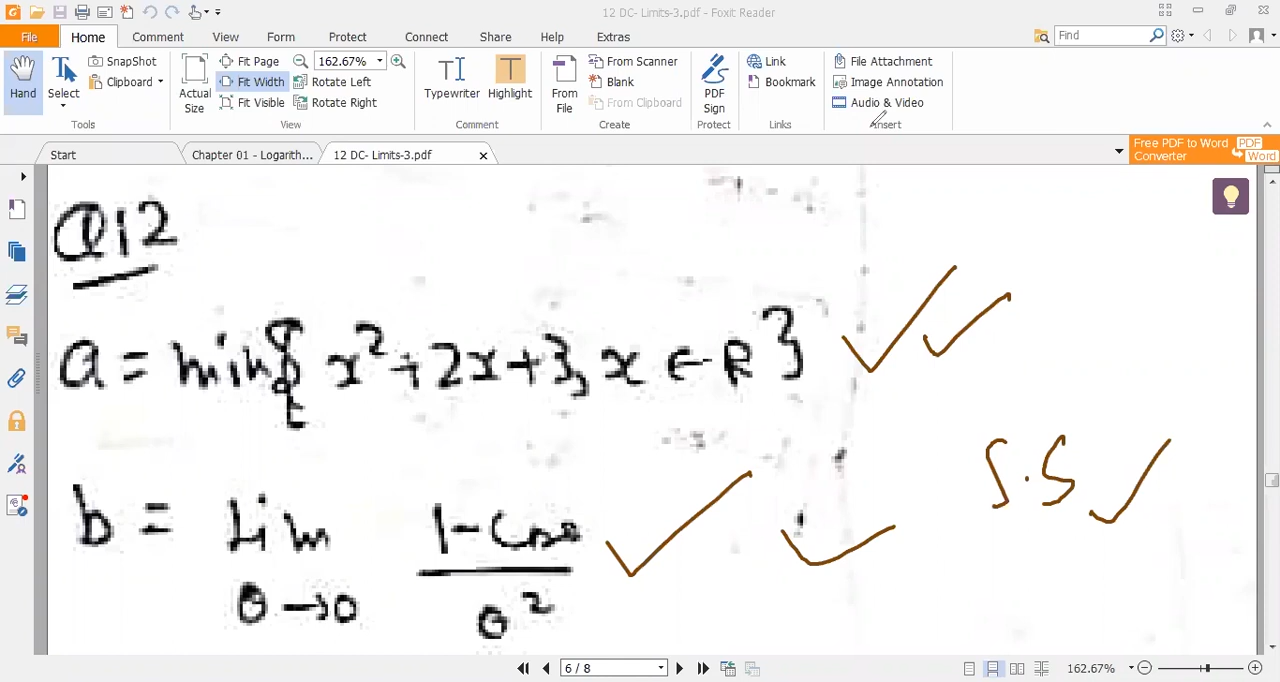 12 DC- Limits-3.pdf - Foxit Reader
File Home Comment View Form Protect Connect Share Help Extras Find
Hand Select SnapShot Clipboard Actual Size Fit Page Fit Width Fit Visible 162.67% Rotate Left Rotate Right Typewriter Highlight From File From Scanner Blank From Clipboard PDF Sign Link Bookmark File Attachment Image Annotation Audio & Video
Tools View Comment Create Protect Links Insert
Start Chapter 01 - Logarith... 12 DC- Limits-3.pdf Free PDF to Word Converter PDF Word
Q12
a = min{ x²+2x+3, x ∈ R }
S.S
b = Lim θ→0 1-Cosθ / θ²
6 / 8 162.67%